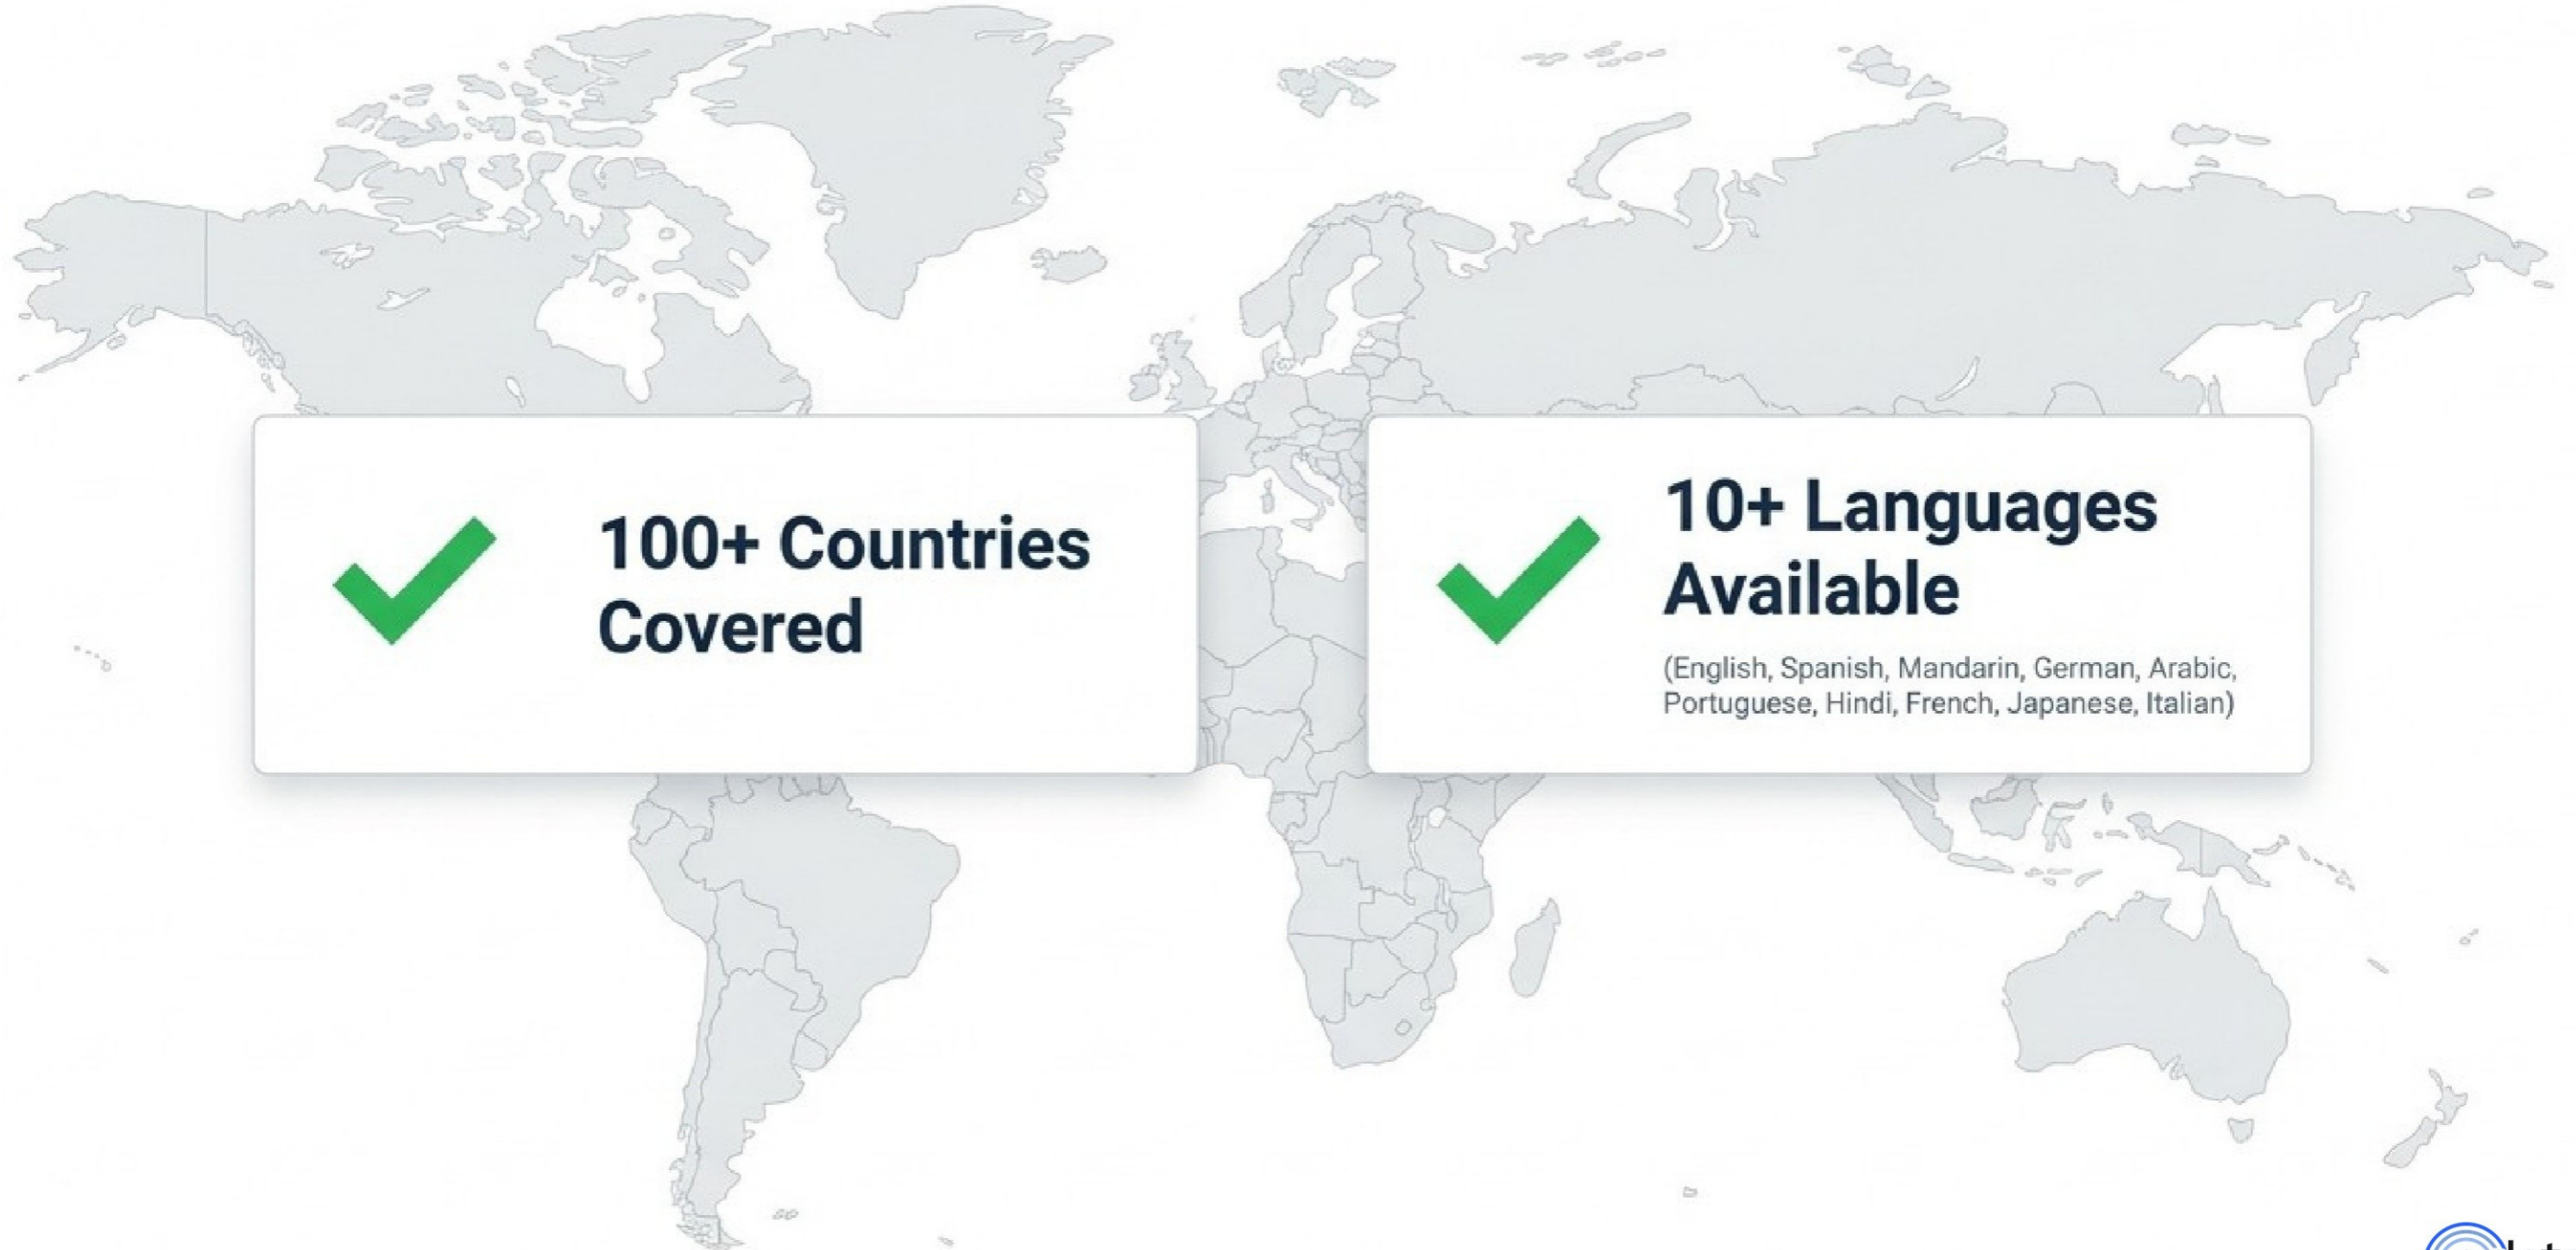 100+ Countries
Covered
10+ Languages
Available
(English, Spanish, Mandarin, German, Arabic,
Portuguese, Hindi, French, Japanese, Italian)